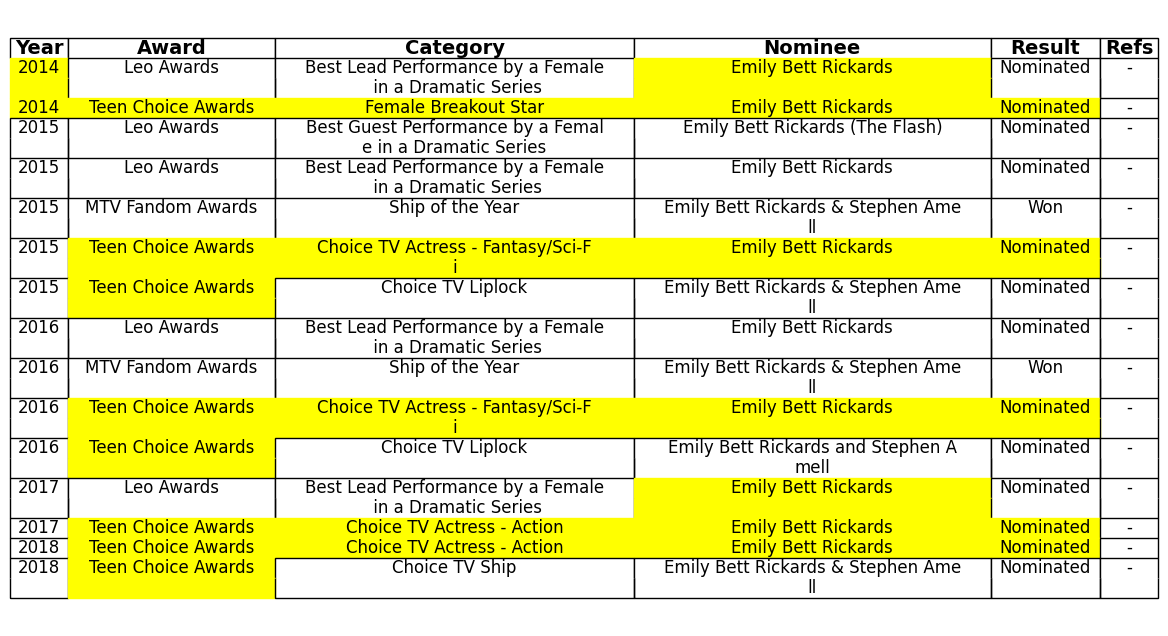 Year Award Category Nominee Result Refs
2014 Leo Awards Best Lead Performance by a Female Emily Bett Rickards Nominated -
in a Dramatic Series
2014 Teen Choice Awards Female Breakout Star Emily Bett Rickards Nominated -
2015 Leo Awards Best Guest Performance by a Femal Emily Bett Rickards (The Flash) Nominated -
e in a Dramatic Series
2015 Leo Awards Best Lead Performance by a Female Emily Bett Rickards Nominated -
in a Dramatic Series
2015 MTV Fandom Awards Ship of the Year Emily Bett Rickards & Stephen Ame Won -
ll
2015 Teen Choice Awards Choice TV Actress - Fantasy/Sci-F Emily Bett Rickards Nominated -
i
2015 Teen Choice Awards Choice TV Liplock Emily Bett Rickards & Stephen Ame Nominated -
ll
2016 Leo Awards Best Lead Performance by a Female Emily Bett Rickards Nominated -
in a Dramatic Series
2016 MTV Fandom Awards Ship of the Year Emily Bett Rickards & Stephen Ame Won -
ll
2016 Teen Choice Awards Choice TV Actress - Fantasy/Sci-F Emily Bett Rickards Nominated -
i
2016 Teen Choice Awards Choice TV Liplock Emily Bett Rickards and Stephen A Nominated -
mell
2017 Leo Awards Best Lead Performance by a Female Emily Bett Rickards Nominated -
in a Dramatic Series
2017 Teen Choice Awards Choice TV Actress - Action Emily Bett Rickards Nominated -
2018 Teen Choice Awards Choice TV Actress - Action Emily Bett Rickards Nominated -
2018 Teen Choice Awards Choice TV Ship Emily Bett Rickards & Stephen Ame Nominated -
ll